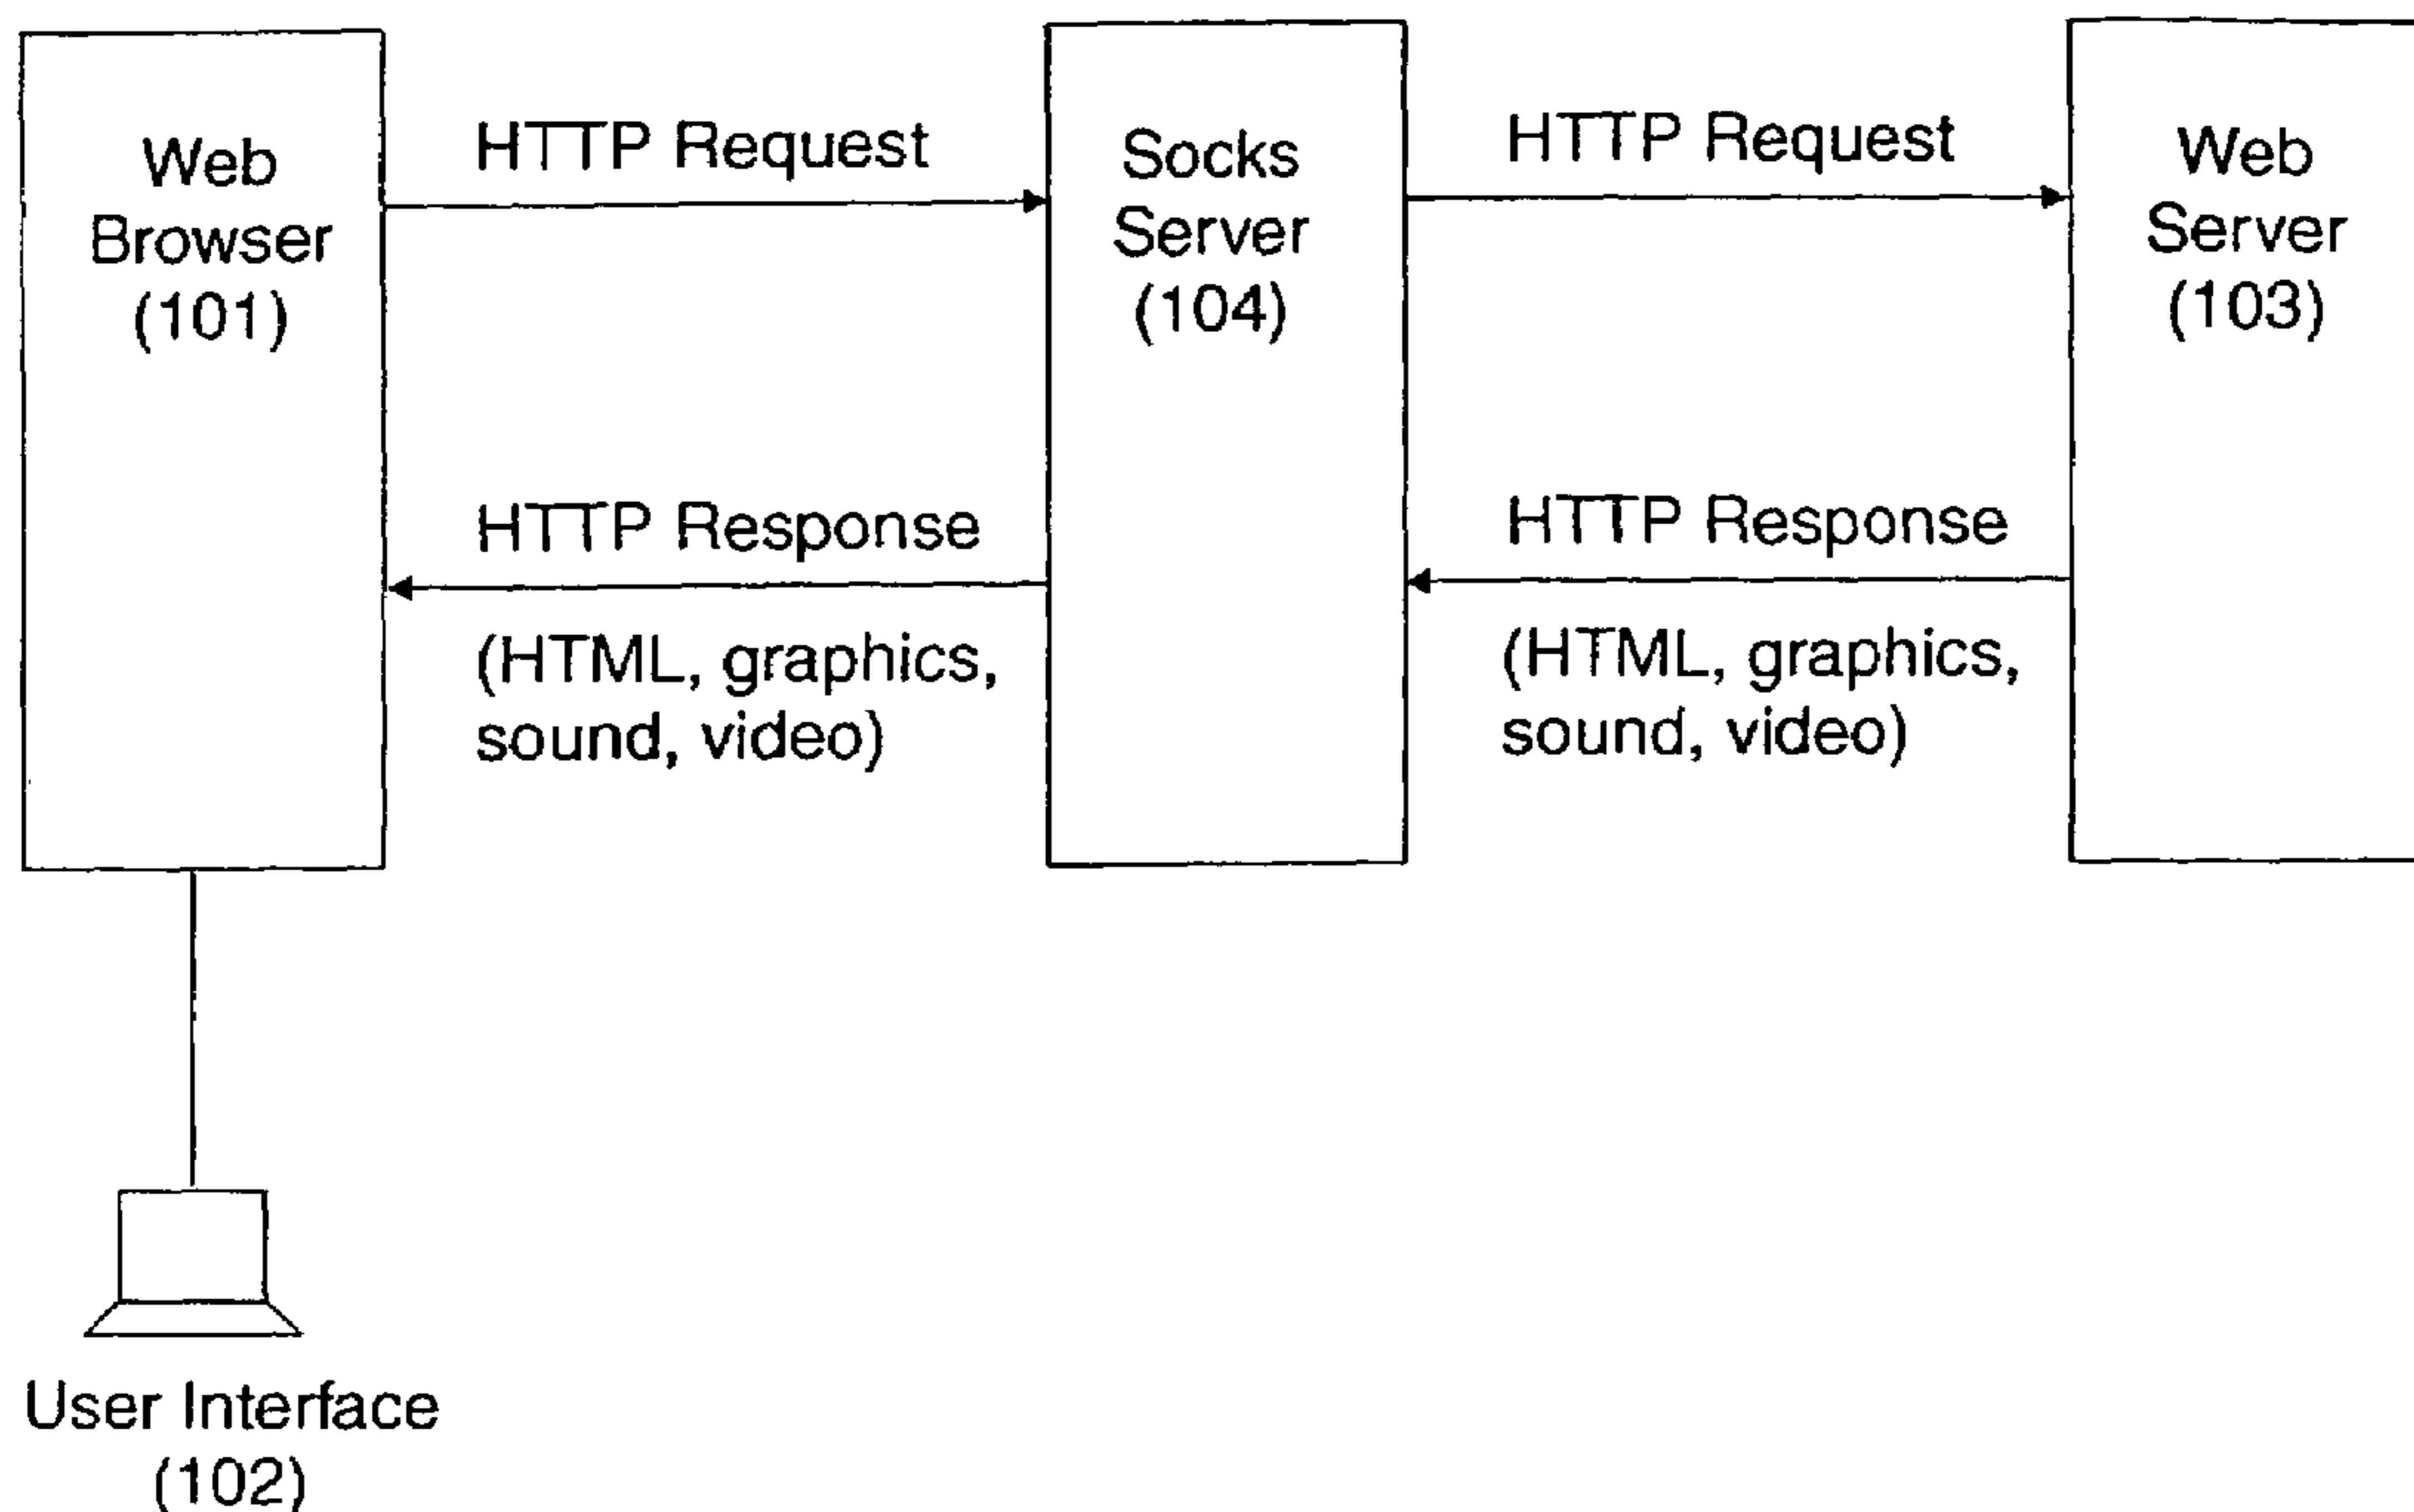 Web
Browser
(101)
HTTP Request
Socks
Server
(104)
HTTP Request
Web
Server
(103)
HTTP Response
(HTML, graphics,
sound, video)
HTTP Response
(HTML, graphics,
sound, video)
User Interface
(102)